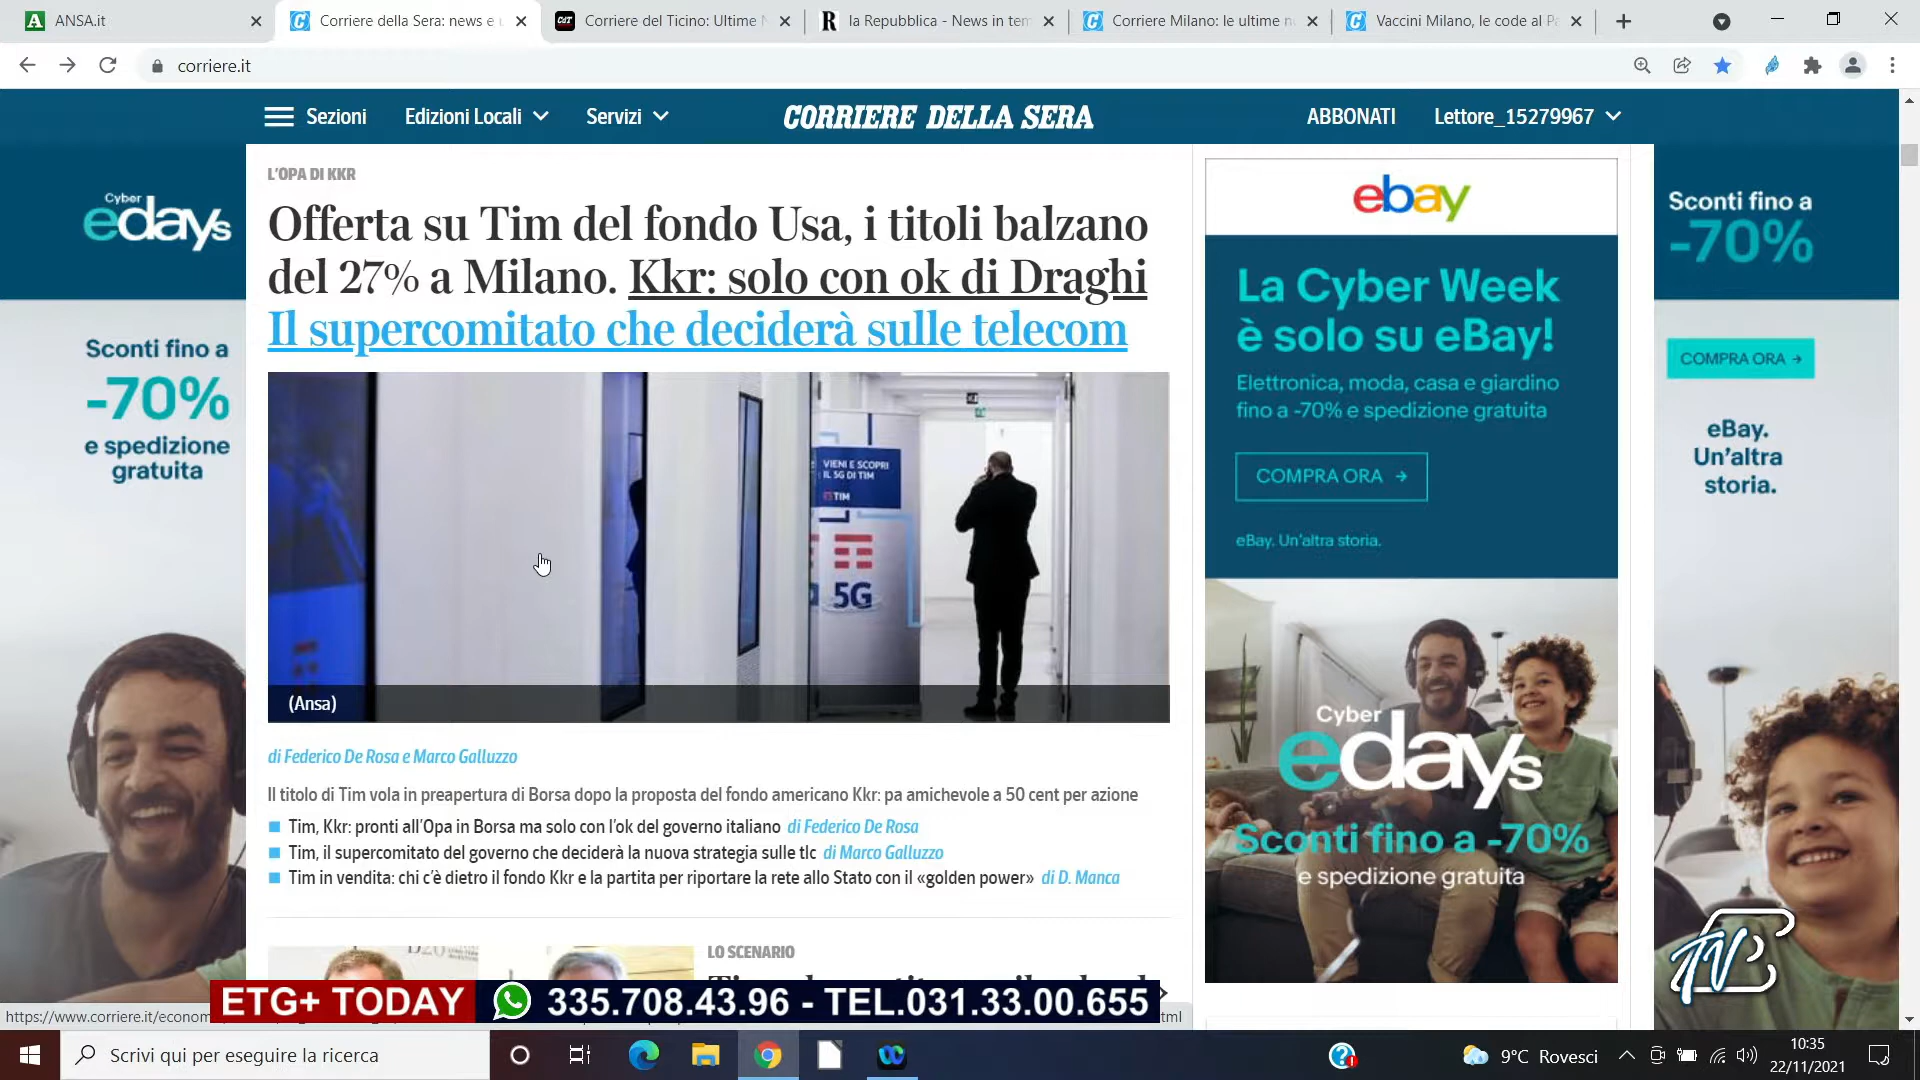 ANSA.it
Corriere della Sera: news e u
Corriere del Ticino: Ultime N
la Repubblica - News in tem
Corriere Milano: le ultime n
Vaccini Milano, le code al Pa
corriere.it
Sezioni
Edizioni Locali
Servizi
CORRIERE DELLA SERA
ABBONATI
Lettore_15279967
Cyber
edays
Sconti fino a
-70%
e spedizione
gratuita
L'OPA DI KKR
Offerta su Tim del fondo Usa, i titoli balzano
del 27% a Milano. Kkr: solo con ok di Draghi
Il supercomitato che deciderà sulle telecom
VIENI E SCOPRI
IL 5G DI TIM
TIM
5G
(Ansa)
di Federico De Rosa e Marco Galluzzo
Il titolo di Tim vola in preapertura di Borsa dopo la proposta del fondo americano Kkr: pa amichevole a 50 cent per azione
Tim, Kkr: pronti all'Opa in Borsa ma solo con l'ok del governo italiano di Federico De Rosa
Tim, il supercomitato del governo che deciderà la nuova strategia sulle tlc di Marco Galluzzo
Tim in vendita: chi c'è dietro il fondo Kkr e la partita per riportare la rete allo Stato con il «golden power» di D. Manca
LO SCENARIO
ebay
La Cyber Week
è solo su eBay!
Elettronica, moda, casa e giardino
fino a -70% e spedizione gratuita
COMPRA ORA
eBay. Un'altra storia.
Cyber
edays
Sconti fino a -70%
e spedizione gratuita
Sconti fino a
-70%
COMPRA ORA
eBay.
Un'altra
storia.
ETG+ TODAY 335.708.43.96 - TEL.031.33.00.655
https://www.corriere.it/econom
tml
Scrivi qui per eseguire la ricerca
9°C Rovesci
10:35
22/11/2021